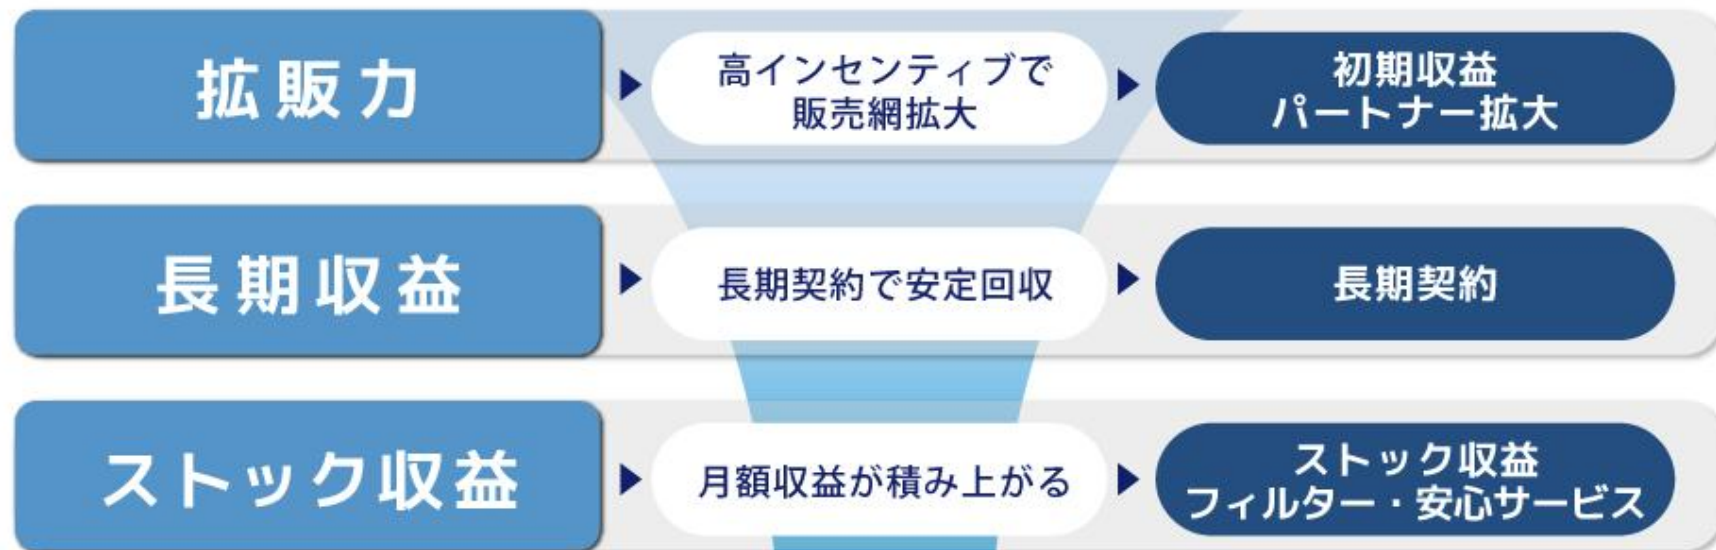 拡販力
高インセンティブで
販売網拡大
初期収益
パートナー拡大
長期収益
長期契約で安定回収
長期契約
ストック収益
月額収益が積み上がる
ストック収益
フィルター・安心サービス